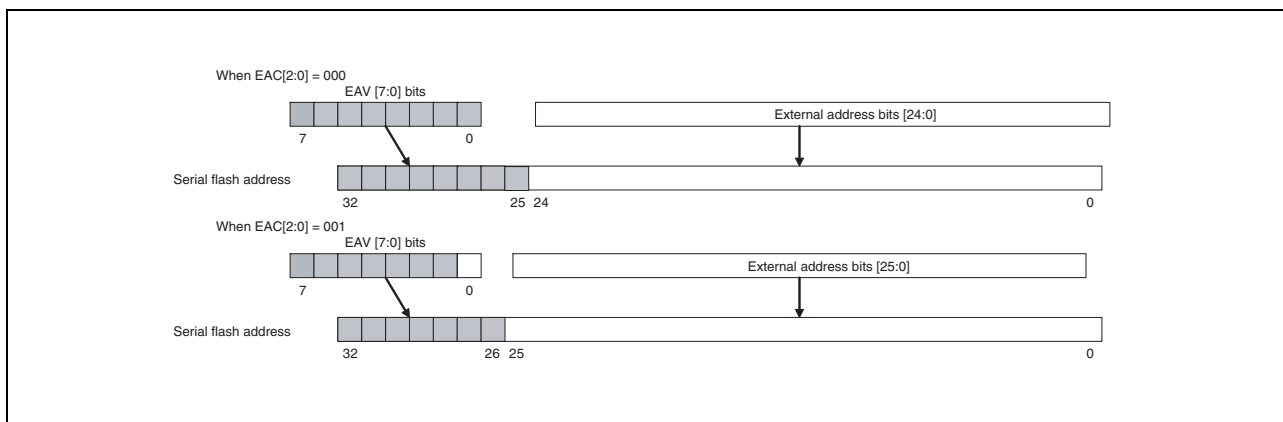 When EAC[2:0] = 000
EAV [7:0] bits
External address bits [24:0]
7 0
Serial flash address
32 25 24 0
When EAC[2:0] = 001
EAV [7:0] bits
External address bits [25:0]
7 0
Serial flash address
32 26 25 0